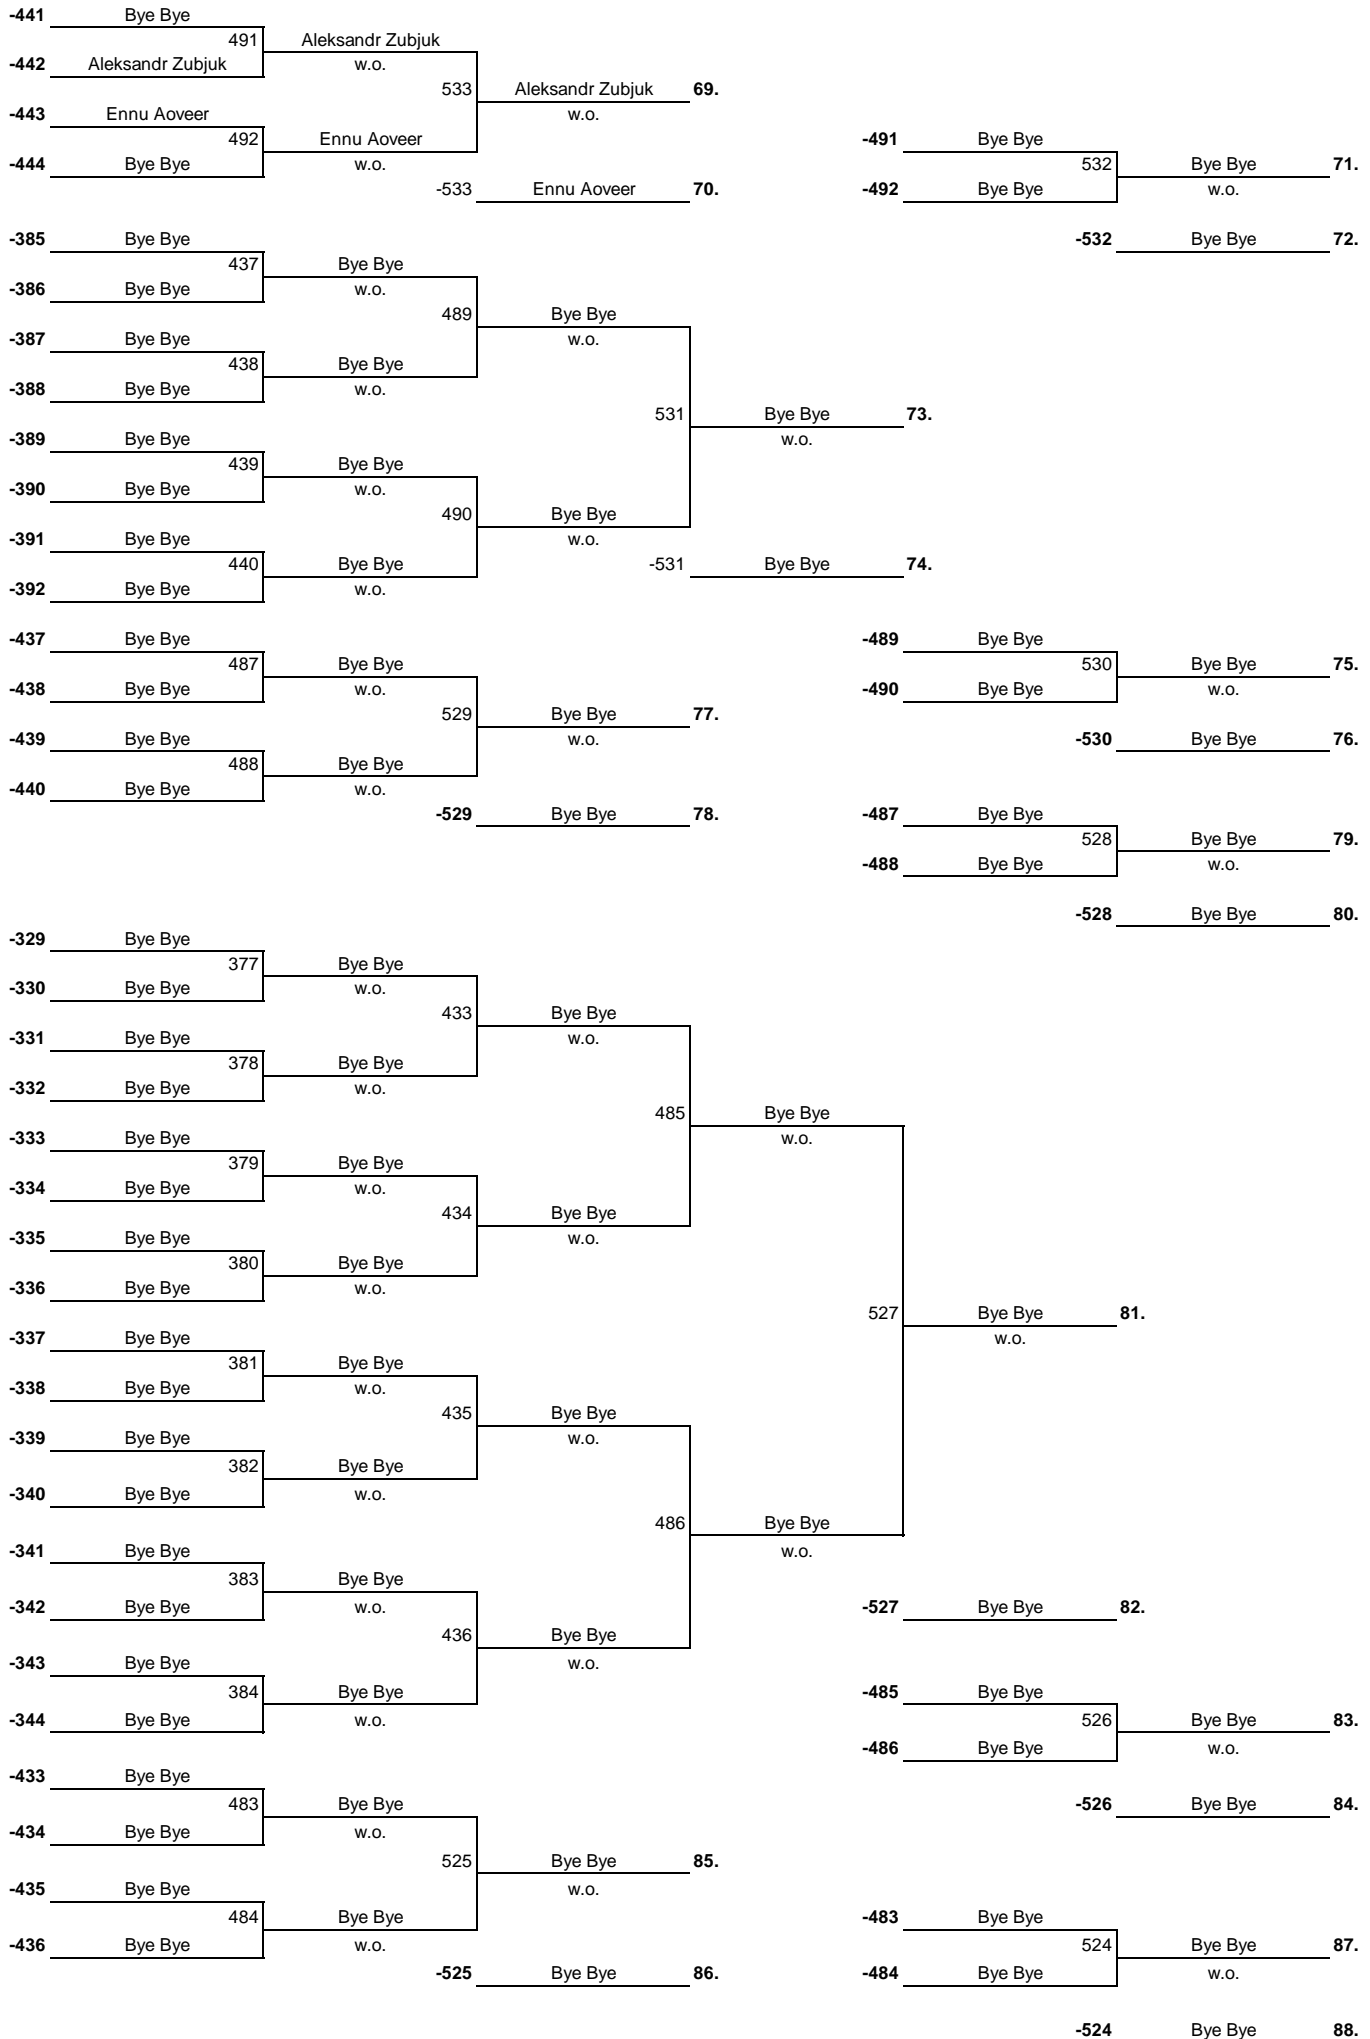 -441 Bye Bye
491 Aleksandr Zubjuk
-442 Aleksandr Zubjuk w.o.
533 Aleksandr Zubjuk 69.
-443 Ennu Aoveer w.o.
492 Ennu Aoveer -491 Bye Bye
-444 Bye Bye w.o. 532 Bye Bye 71.
-533 Ennu Aoveer 70. -492 Bye Bye w.o.
-385 Bye Bye -532 Bye Bye 72.
437 Bye Bye
-386 Bye Bye w.o.
489 Bye Bye
-387 Bye Bye w.o.
438 Bye Bye
-388 Bye Bye w.o.
531 Bye Bye 73.
-389 Bye Bye w.o.
439 Bye Bye
-390 Bye Bye w.o.
490 Bye Bye
-391 Bye Bye w.o.
440 Bye Bye -531 Bye Bye 74.
-392 Bye Bye w.o.
-437 Bye Bye -489 Bye Bye
487 Bye Bye 530 Bye Bye 75.
-438 Bye Bye w.o. -490 Bye Bye w.o.
529 Bye Bye 77.
-439 Bye Bye w.o. -530 Bye Bye 76.
488 Bye Bye
-440 Bye Bye w.o.
-529 Bye Bye 78. -487 Bye Bye
528 Bye Bye 79.
-488 Bye Bye w.o.
-528 Bye Bye 80.
-329 Bye Bye
377 Bye Bye
-330 Bye Bye w.o.
433 Bye Bye
-331 Bye Bye w.o.
378 Bye Bye
-332 Bye Bye w.o.
485 Bye Bye
-333 Bye Bye w.o.
379 Bye Bye
-334 Bye Bye w.o.
434 Bye Bye
-335 Bye Bye w.o.
380 Bye Bye
-336 Bye Bye w.o.
527 Bye Bye 81.
-337 Bye Bye w.o.
381 Bye Bye
-338 Bye Bye w.o.
435 Bye Bye
-339 Bye Bye w.o.
382 Bye Bye
-340 Bye Bye w.o.
486 Bye Bye
-341 Bye Bye w.o.
383 Bye Bye
-342 Bye Bye w.o. -527 Bye Bye 82.
436 Bye Bye
-343 Bye Bye w.o.
384 Bye Bye -485 Bye Bye
-344 Bye Bye w.o. 526 Bye Bye 83.
-486 Bye Bye w.o.
-433 Bye Bye
483 Bye Bye -526 Bye Bye 84.
-434 Bye Bye w.o.
525 Bye Bye 85.
-435 Bye Bye w.o.
484 Bye Bye -483 Bye Bye
-436 Bye Bye w.o. 524 Bye Bye 87.
-525 Bye Bye 86. -484 Bye Bye w.o.
-524 Bye Bye 88.